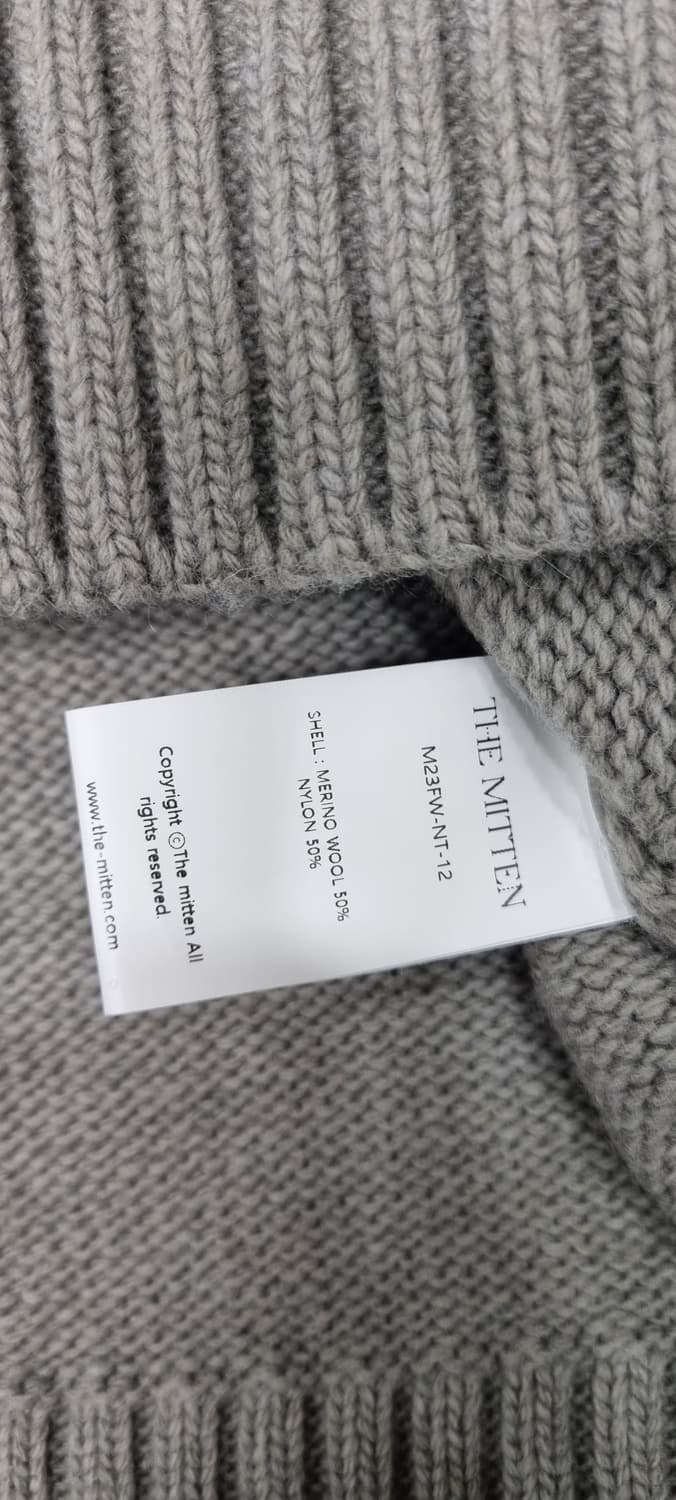 THE MITTEN
M23FW-NT-12
SHELL : MERINO WOOL 50%
NYLON 50%
Copyright ©The mitten All
rights reserved.
www.the-mitten.com